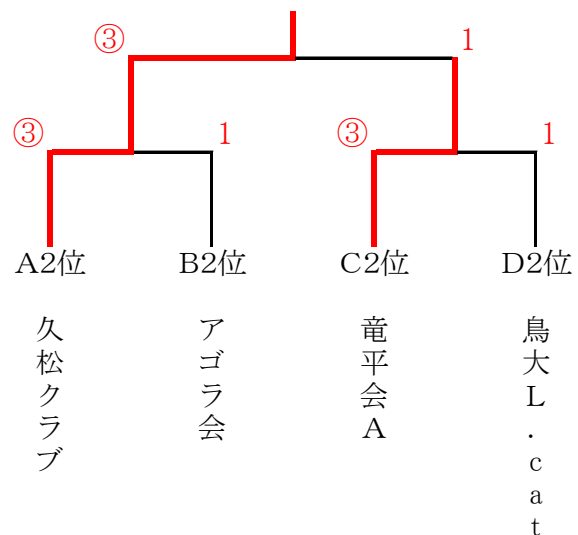 ③ 1
③ 1 ③ 1
A2位 B2位 C2位 D2位
久松クラブ
アゴラ会
竜平会A
鳥大L.cat